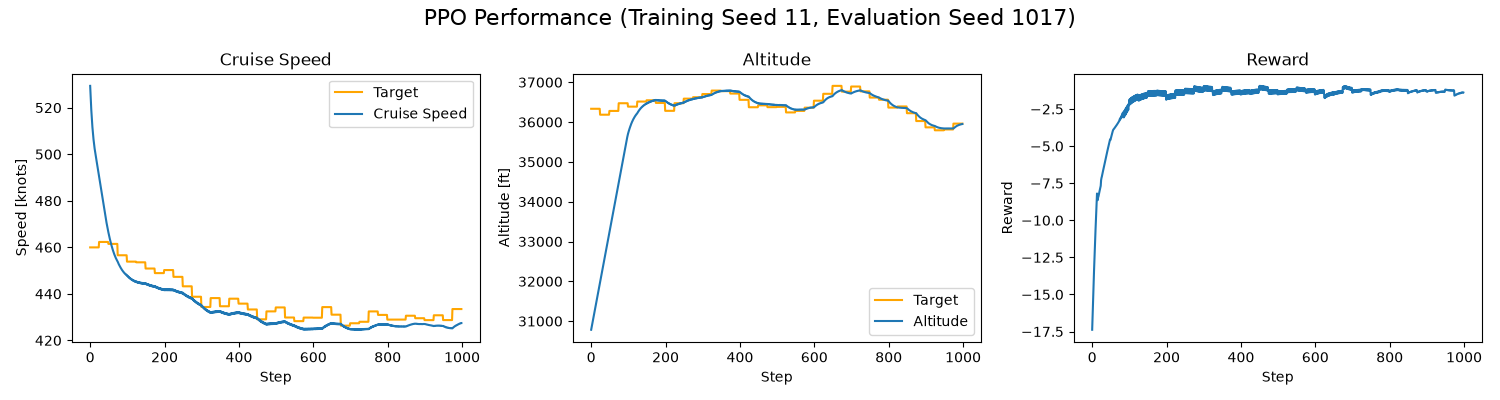 PPO Performance (Training Seed 11, Evaluation Seed 1017)
Cruise Speed
Speed [knots]
520
500
480
460
440
420
0 200 400 600 800 1000
Step
Target
Cruise Speed
Altitude
Altitude [ft]
37000
36000
35000
34000
33000
32000
31000
0 200 400 600 800 1000
Step
Target
Altitude
Reward
Reward
−2.5
−5.0
−7.5
−10.0
−12.5
−15.0
−17.5
0 200 400 600 800 1000
Step